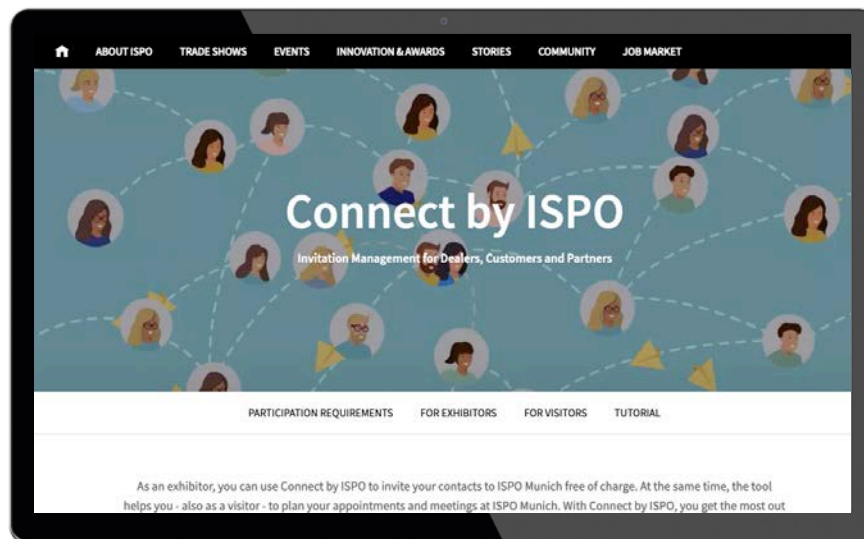 ABOUT ISPO TRADE SHOWS EVENTS INNOVATION & AWARDS STORIES COMMUNITY JOB MARKET
Connect by ISPO
Invitation Management for Dealers, Customers and Partners
PARTICIPATION REQUIREMENTS FOR EXHIBITORS FOR VISITORS TUTORIAL
As an exhibitor, you can use Connect by ISPO to invite your contacts to ISPO Munich free of charge. At the same time, the tool
helps you - also as a visitor - to plan your appointments and meetings at ISPO Munich. With Connect by ISPO, you get the most out